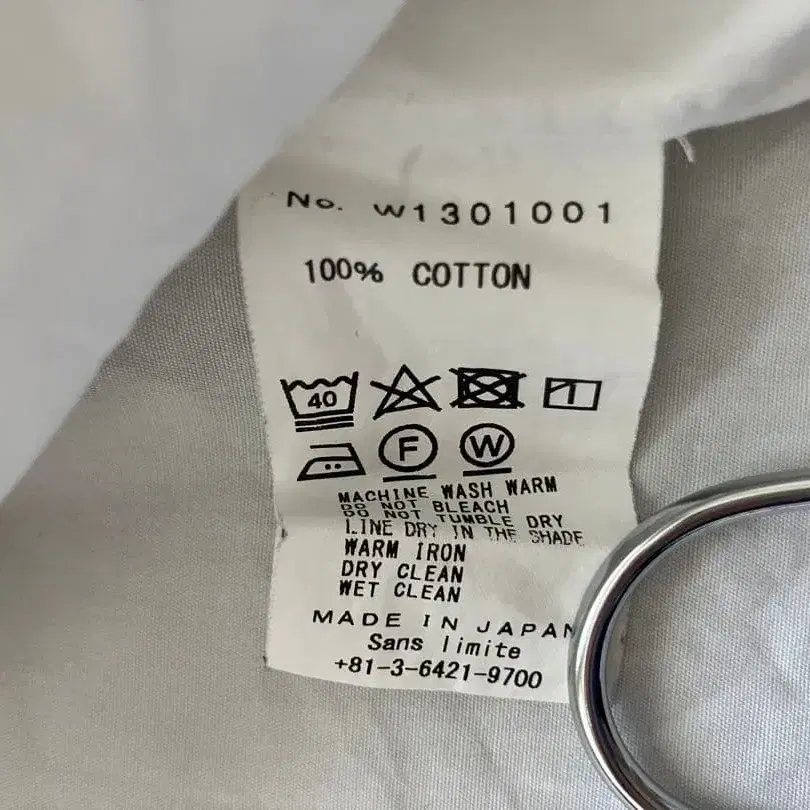 No. W1301001
100% COTTON
40
F W
MACHINE WASH WARM
DO NOT BLEACH
DO NOT TUMBLE DRY
LINE DRY IN THE SHADE
WARM IRON
DRY CLEAN
WET CLEAN
MADE IN JAPAN
Sans limite
+81-3-6421-9700